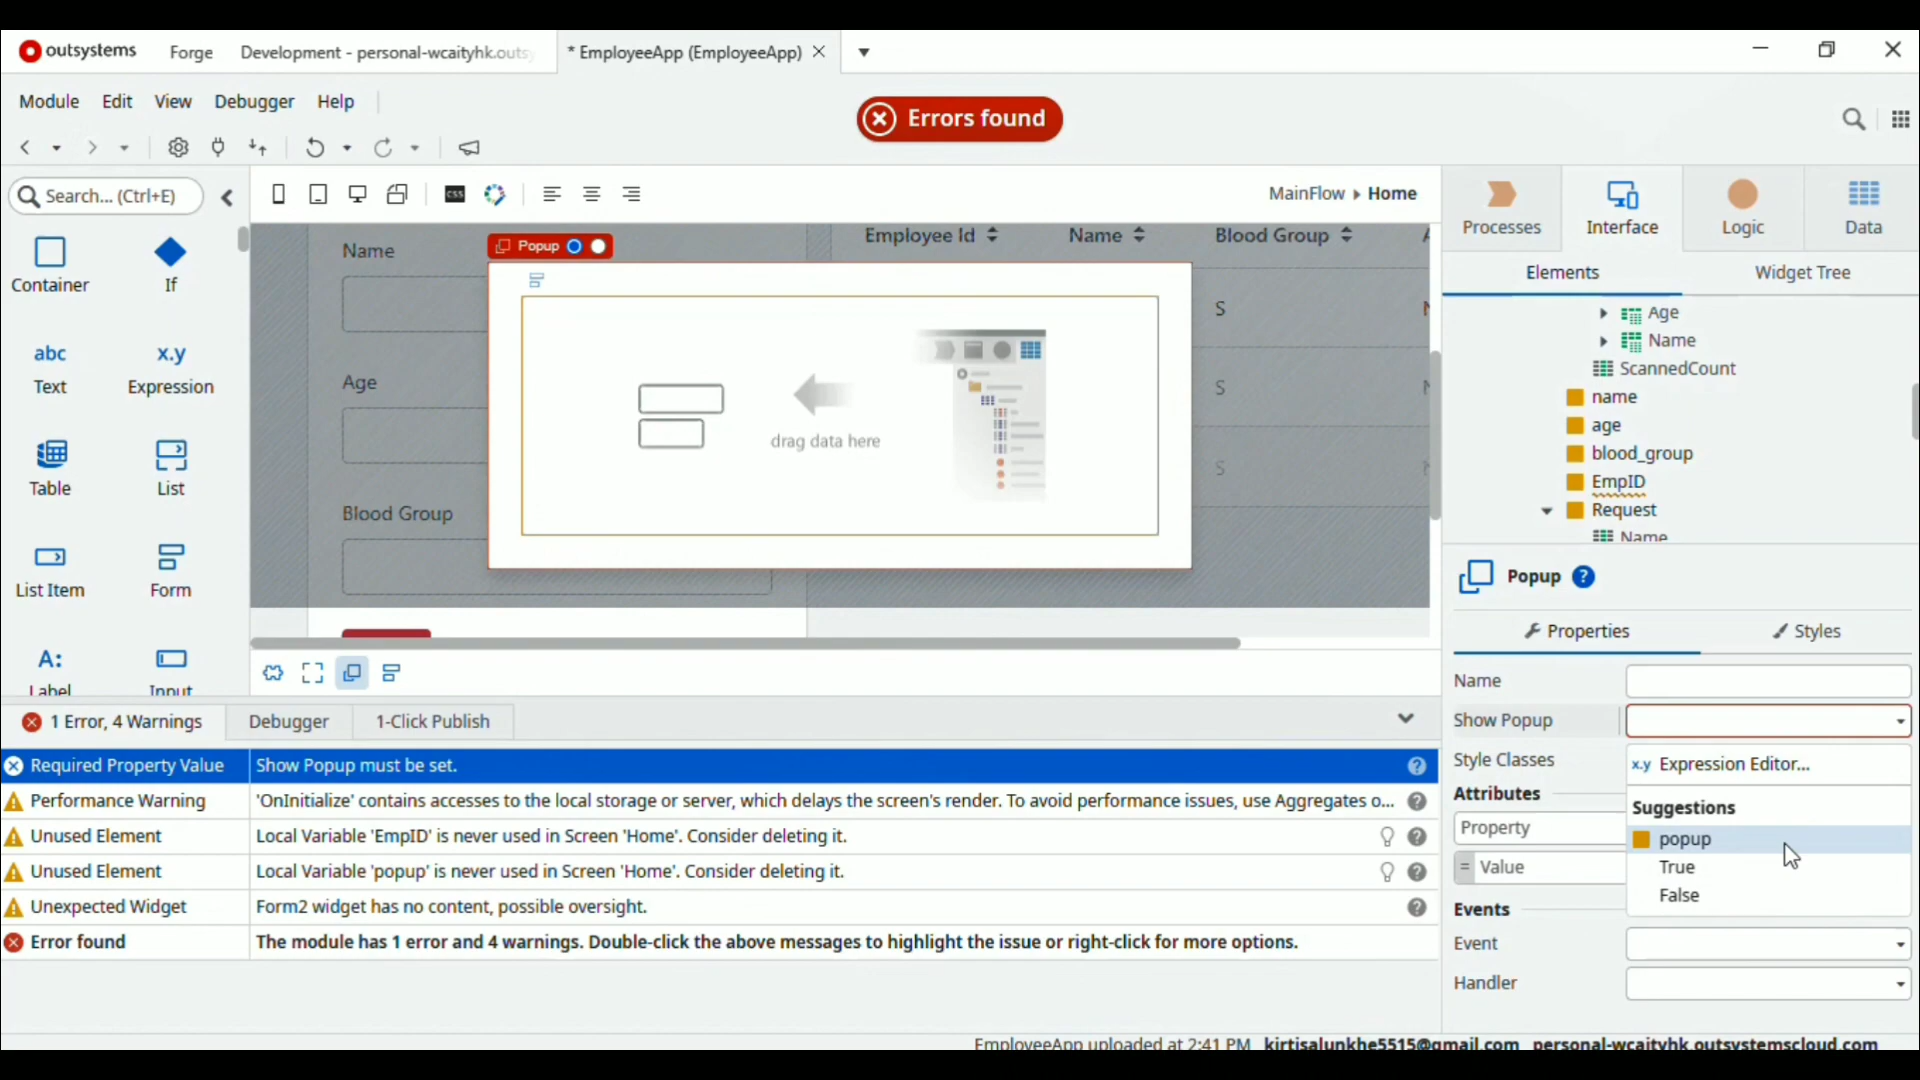 outsystems
Forge
Development - personal-wcaityhk.outs
* EmployeeApp (EmployeeApp)
Module
Edit
View
Debugger
Help
Errors found
Search... (Ctrl+E)
MainFlow
Home
Container
If
abc
Text
x.y
Expression
Table
List
List Item
Form
A:
Label
Input
CSS
Name
Age
Blood Group
Popup
drag data here
Employee Id
Name
Blood Group
S
S
S
Processes
Interface
Logic
Data
Elements
Widget Tree
Age
Name
ScannedCount
name
age
blood_group
EmpID
Request
Name
Popup
?
Properties
Styles
Name
Show Popup
Style Classes
x.y Expression Editor...
Attributes
Suggestions
Property
popup
= Value
True
False
Events
Event
Handler
1 Error, 4 Warnings
Debugger
1-Click Publish
Required Property Value
Show Popup must be set.
Performance Warning
'OnInitialize' contains accesses to the local storage or server, which delays the screen's render. To avoid performance issues, use Aggregates o...
Unused Element
Local Variable 'EmpID' is never used in Screen 'Home'. Consider deleting it.
Unused Element
Local Variable 'popup' is never used in Screen 'Home'. Consider deleting it.
Unexpected Widget
Form2 widget has no content, possible oversight.
Error found
The module has 1 error and 4 warnings. Double-click the above messages to highlight the issue or right-click for more options.
EmployeeApp uploaded at 2:41 PM
kirtisalunkhe5515@gmail.com
personal-wcaityhk.outsystemscloud.com